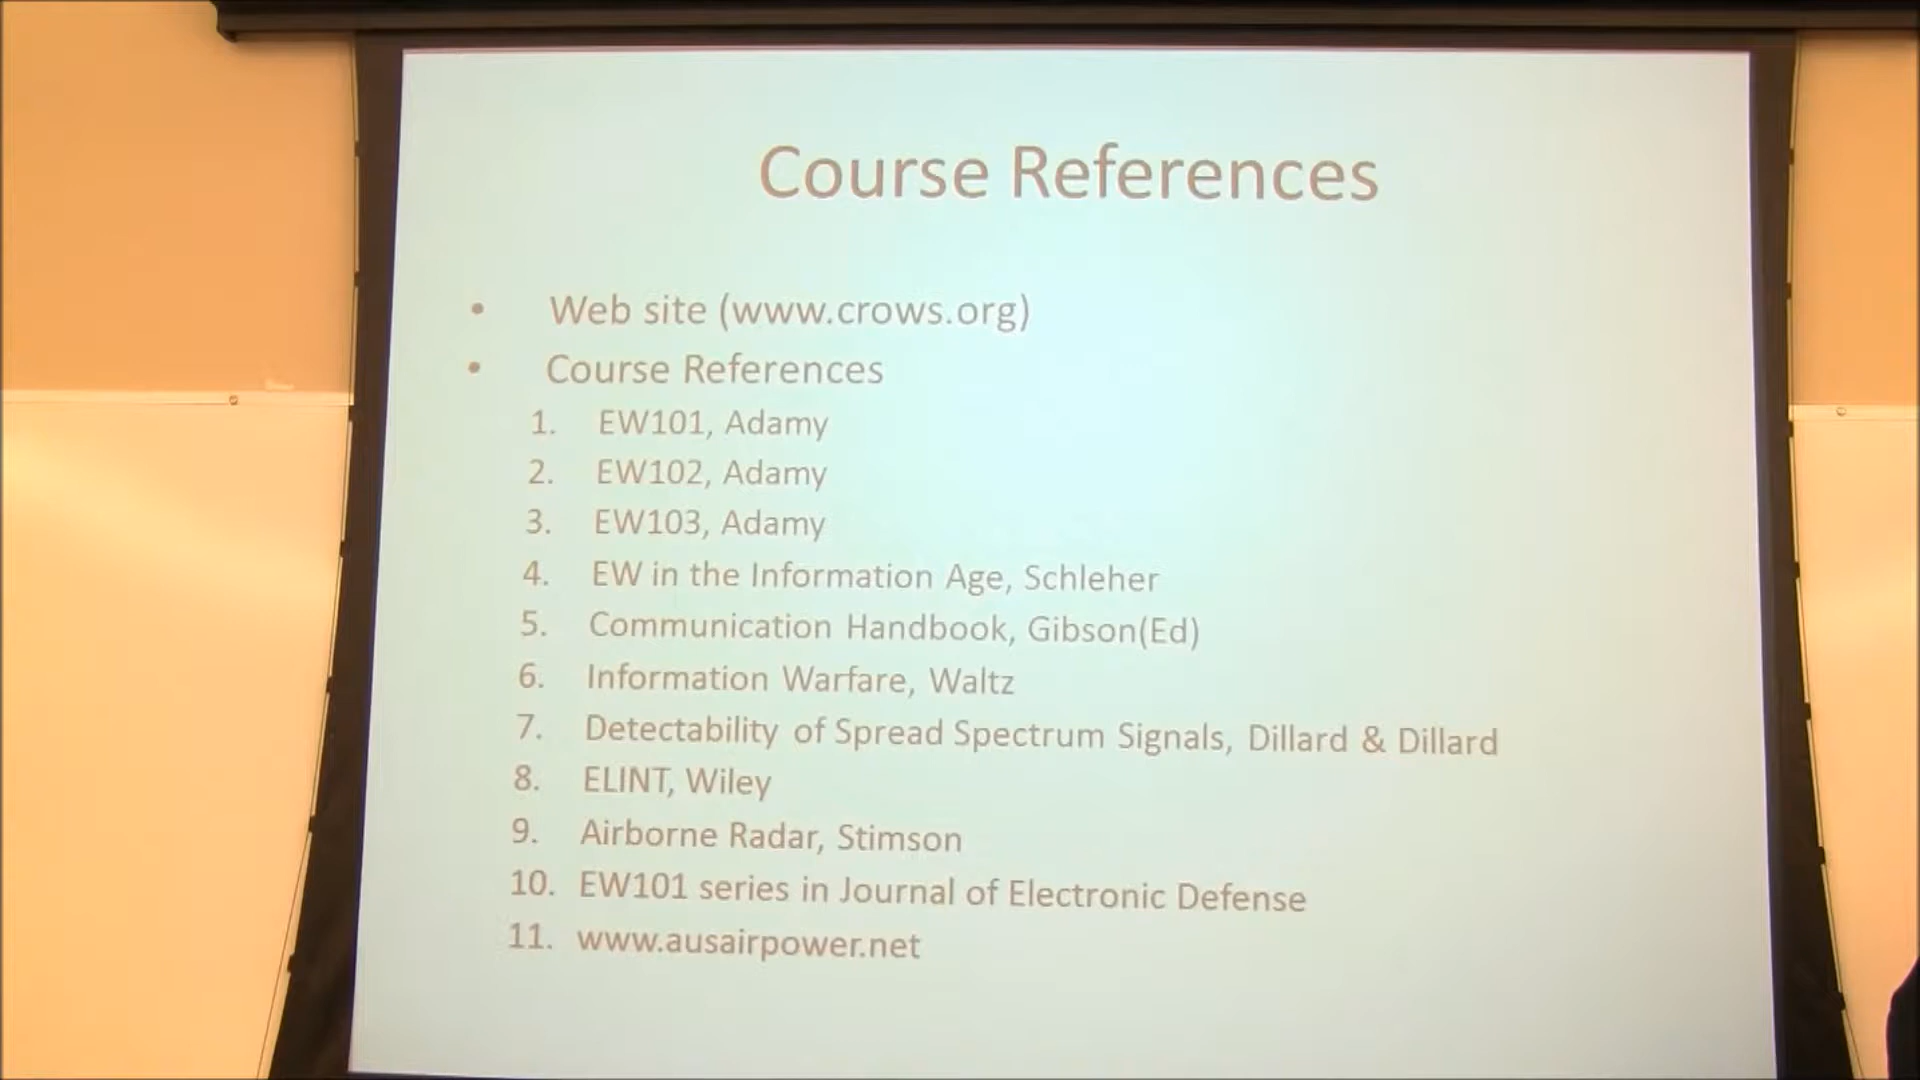 Course References
• Web site (www.crows.org)
• Course References
1. EW101, Adamy
2. EW102, Adamy
3. EW103, Adamy
4. EW in the Information Age, Schleher
5. Communication Handbook, Gibson(Ed)
6. Information Warfare, Waltz
7. Detectability of Spread Spectrum Signals, Dillard & Dillard
8. ELINT, Wiley
9. Airborne Radar, Stimson
10. EW101 series in Journal of Electronic Defense
11. www.ausairpower.net